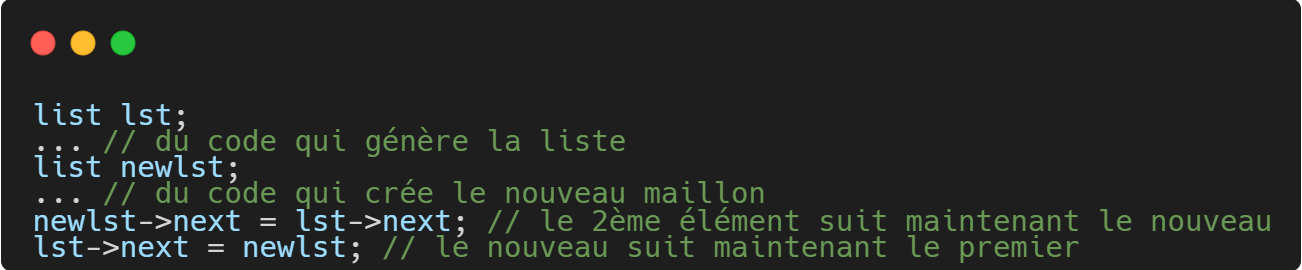 list lst;
... // du code qui génère la liste
list newlst;
... // du code qui crée le nouveau maillon
newlst->next = lst->next; // le 2ème élément suit maintenant le nouveau
lst->next = newlst; // le nouveau suit maintenant le premier